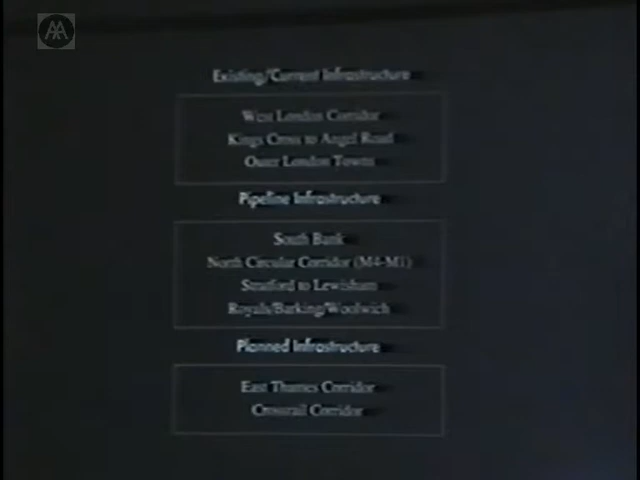 AA
Existing/Current Infrastructure
West London Corridor
Kings Cross to Angel Road
Outer London Towns
Pipeline Infrastructure
South Bank
North Circular Corridor (M4-M1)
Stratford to Lewisham
Royals/Barking/Woolwich
Planned Infrastructure
East Thames Corridor
Crossrail Corridor